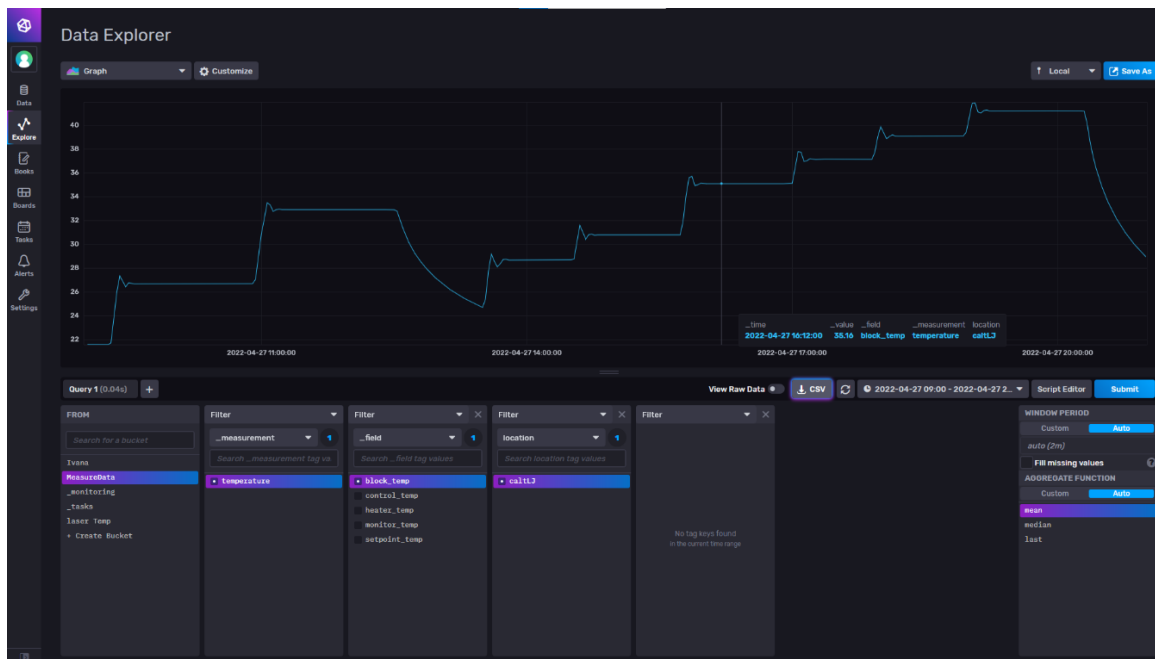 Data Explorer
Graph
Customize
Local
Save As
Data
Explore
Books
Boards
Tasks
Alerts
Settings
40
38
36
34
32
30
28
26
24
22
_time _value _field _measurement location
2022-04-27 16:12:00 35.16 block_temp temperature caltLJ
2022-04-27 11:00:00 2022-04-27 14:00:00 2022-04-27 17:00:00 2022-04-27 20:00:00
Query 1 (0.04s) +
View Raw Data
CSV
2022-04-27 09:00 - 2022-04-27 2...
Script Editor
Submit
FROM
Search for a bucket
Ivana
MeasureData
_monitoring
_tasks
laser Temp
+ Create Bucket
Filter
_measurement 1
Search _measurement tag va
temperature
Filter
_field 1
Search _field tag values
block_temp
control_temp
heater_temp
monitor_temp
setpoint_temp
Filter
location 1
Search location tag values
caltLJ
Filter
No tag keys found
in the current time range
WINDOW PERIOD
Custom Auto
auto (2m)
Fill missing values ?
AGGREGATE FUNCTION
Custom Auto
mean
median
last